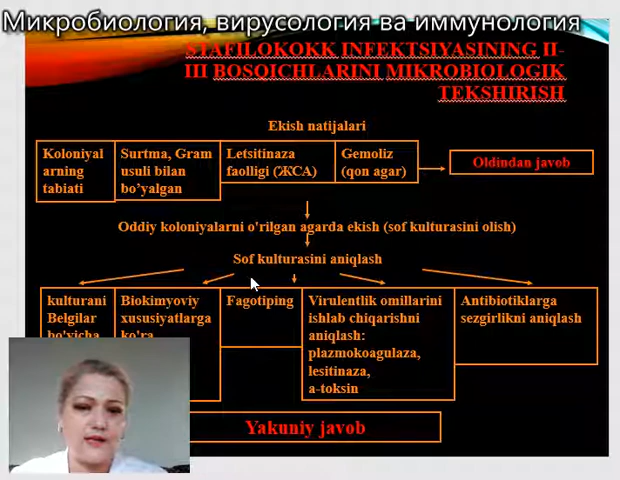 Микробиология, вирусология ва иммунология
STAFILOKOKK INFEKTSIYASINING II-
III BOSQICHLARINI MIKROBIOLOGIK
TEKSHIRISH
Ekish natijalari
Koloniyal
arning
tabiati
Surtma, Gram
usuli bilan
bo’yalgan
Letsitinaza
faolligi (ЖСА)
Gemoliz
(qon agar)
Oldindan javob
Oddiy koloniyalarni o'rilgan agarda ekish (sof kulturasini olish)
Sof kulturasini aniqlash
kulturani
Belgilar
bo'yicha
Biokimyoviy
xususiyatlarga
ko'ra
Fagotiping
Virulentlik omillarini
ishlab chiqarishni
aniqlash:
plazmokoagulaza,
lesitinaza,
a-toksin
Antibiotiklarga
sezgirlikni aniqlash
Yakuniy javob